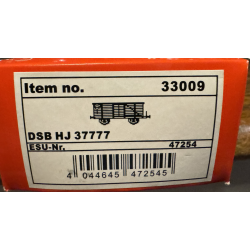 Item no. 33009
DSB HJ 37777
ESU-Nr. 47254
4 044645 472545